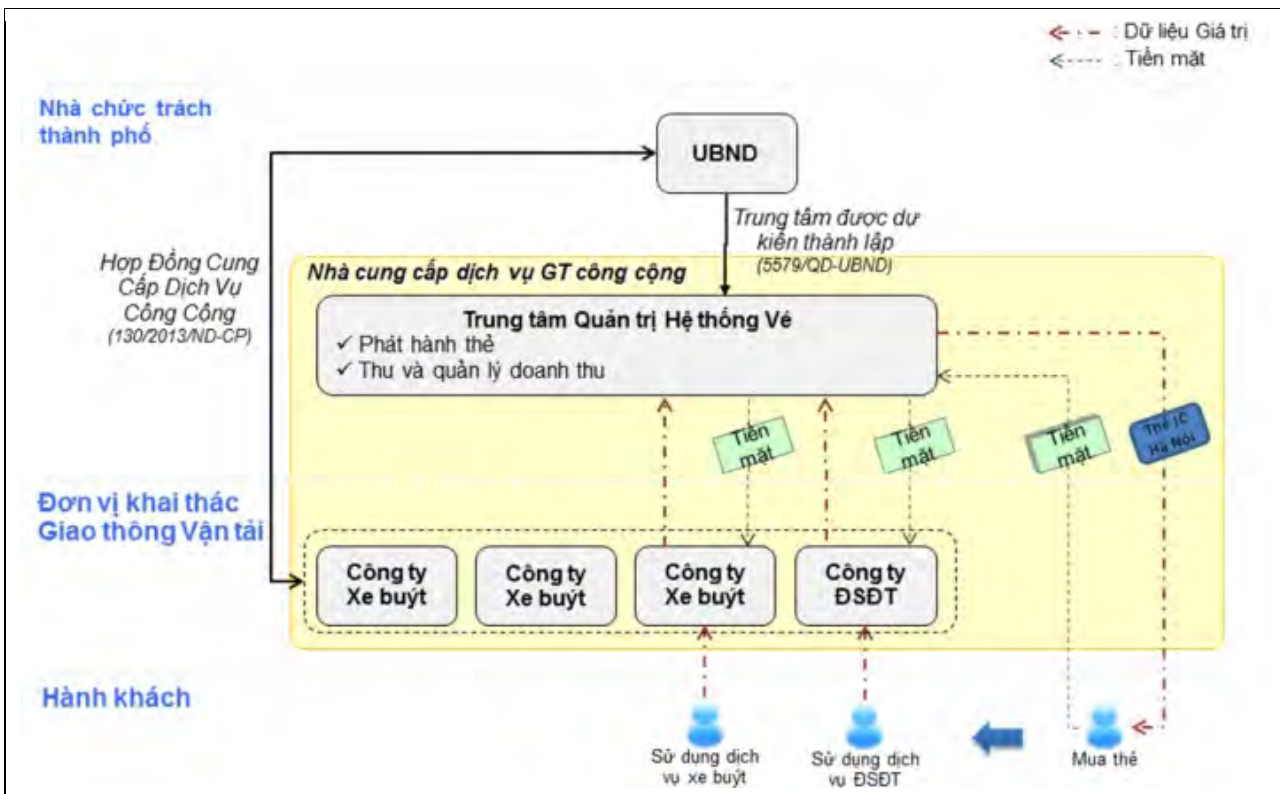 : Dữ liệu Giá trị
: Tiền mặt
Nhà chức trách
thành phố
UBND
Trung tâm được dự
kiến thành lập
(5579/QD-UBND)
Hợp Đồng Cung
Cấp Dịch Vụ
Công Cộng
(130/2013/ND-CP)
Nhà cung cấp dịch vụ GT công cộng
Trung tâm Quản trị Hệ thống Vé
✓ Phát hành thẻ
✓ Thu và quản lý doanh thu
Tiền
mặt
Tiền
mặt
Tiền
mặt
Thẻ IC
Hà Nội
Đơn vị khai thác
Giao thông Vận tải
Công ty
Xe buýt
Công ty
Xe buýt
Công ty
Xe buýt
Công ty
ĐSĐT
Hành khách
Sử dụng dịch
vụ xe buýt
Sử dụng dịch
vụ ĐSĐT
Mua thẻ